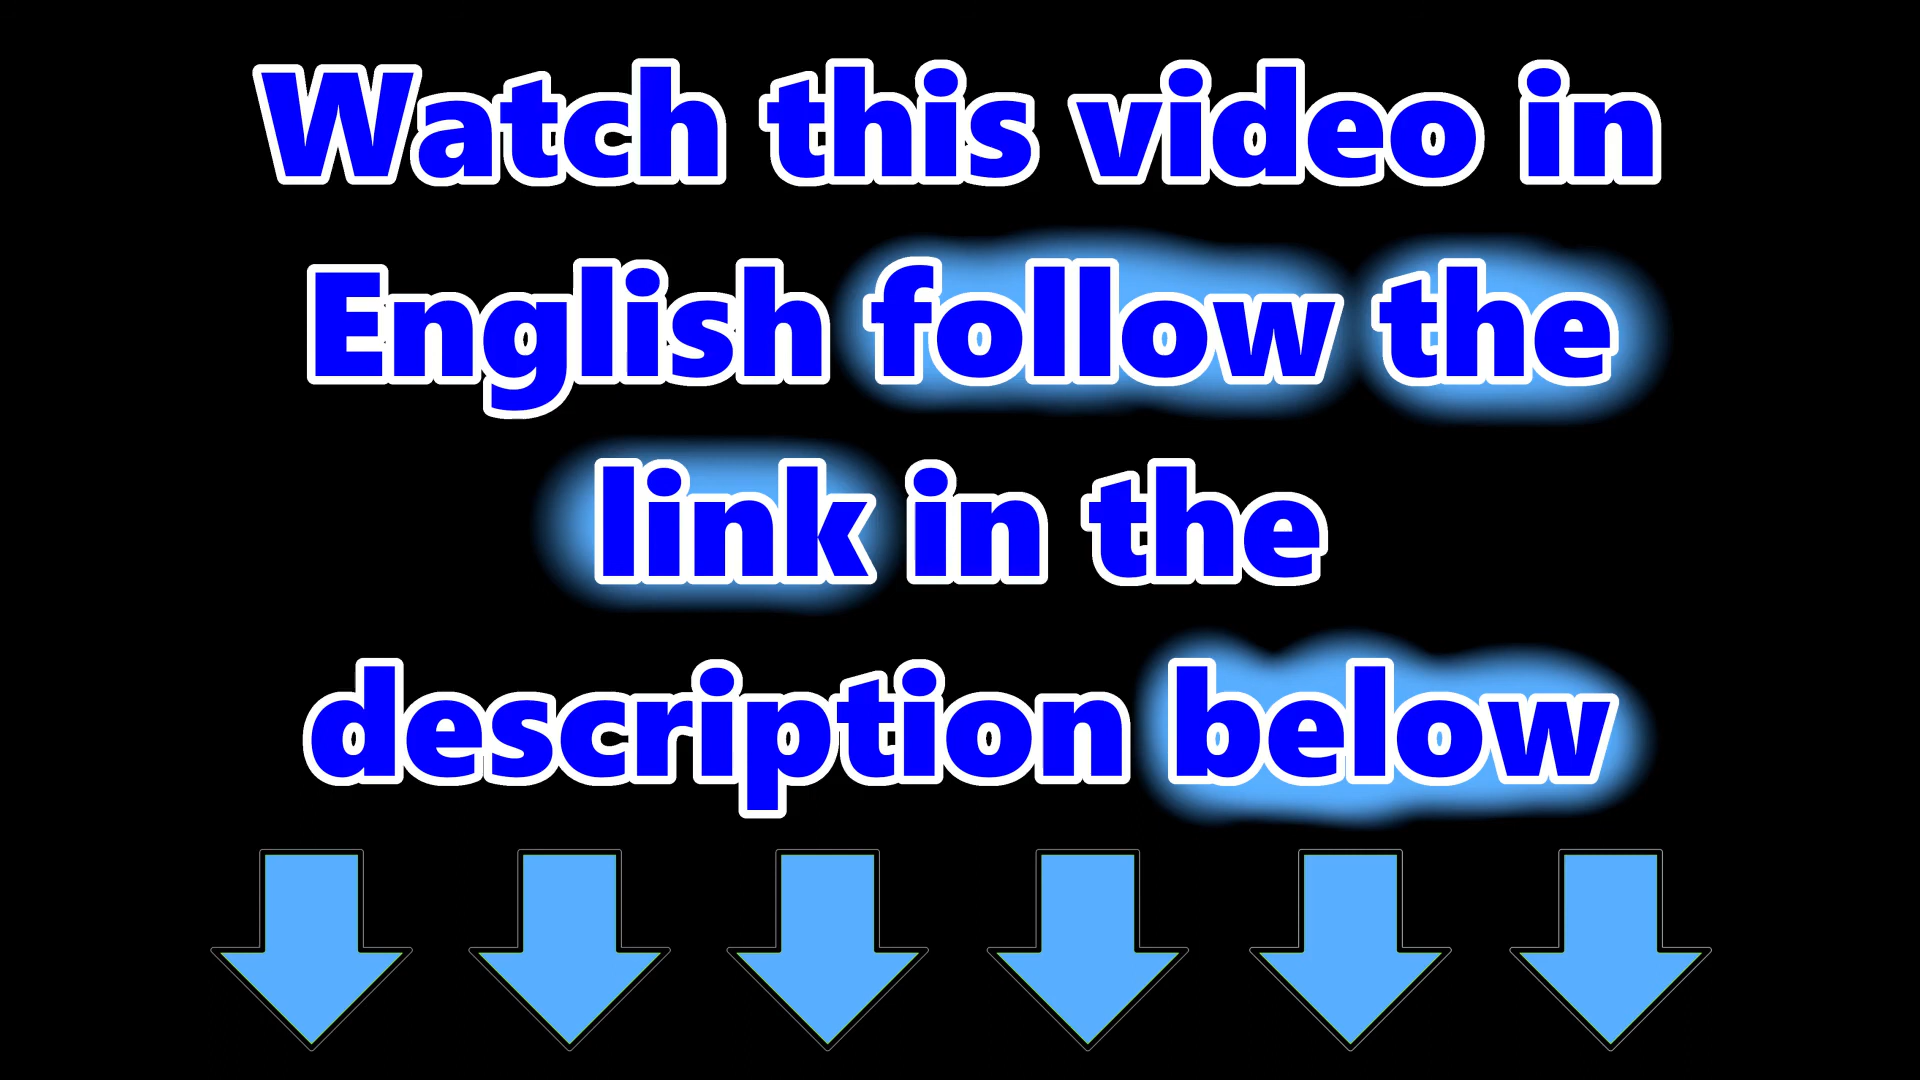 Watch this video in
English follow the
link in the
description below